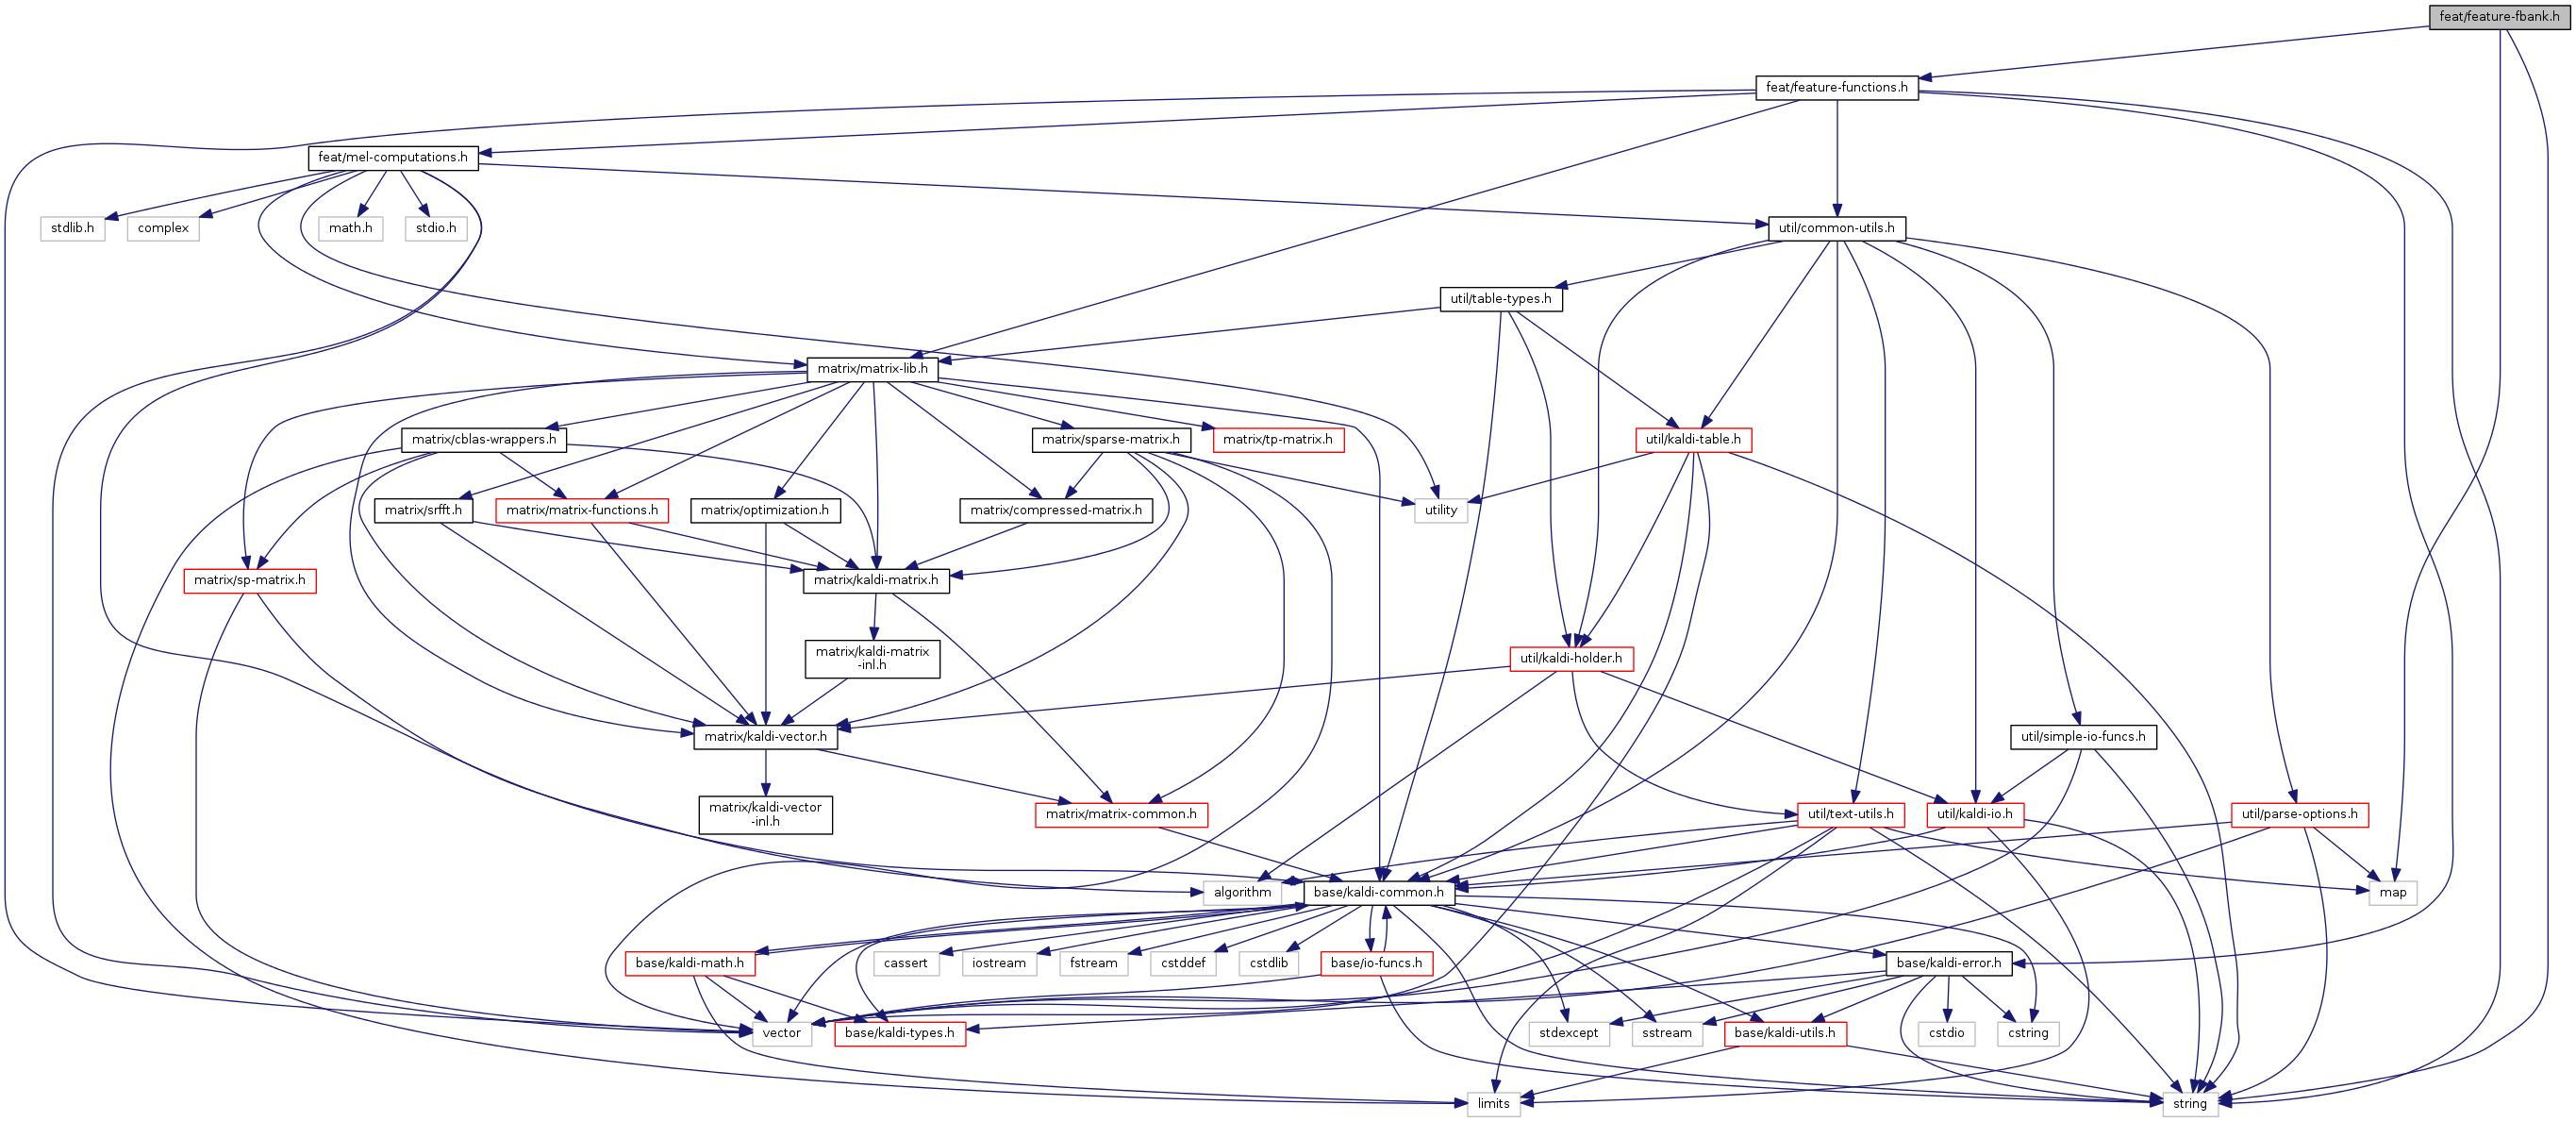 feat/feature-fbank.h
feat/feature-functions.h
feat/mel-computations.h
stdlib.h
complex
math.h
stdio.h
util/common-utils.h
util/table-types.h
matrix/matrix-lib.h
matrix/cblas-wrappers.h
matrix/sparse-matrix.h
matrix/tp-matrix.h
util/kaldi-table.h
matrix/srfft.h
matrix/matrix-functions.h
matrix/optimization.h
matrix/compressed-matrix.h
utility
matrix/sp-matrix.h
matrix/kaldi-matrix.h
matrix/kaldi-matrix
-inl.h
util/kaldi-holder.h
matrix/kaldi-vector.h
util/simple-io-funcs.h
matrix/kaldi-vector
-inl.h
matrix/matrix-common.h
util/text-utils.h
util/kaldi-io.h
util/parse-options.h
algorithm
base/kaldi-common.h
map
base/kaldi-math.h
cassert
iostream
fstream
cstddef
cstdlib
base/io-funcs.h
base/kaldi-error.h
vector
base/kaldi-types.h
stdexcept
sstream
base/kaldi-utils.h
cstdio
cstring
limits
string